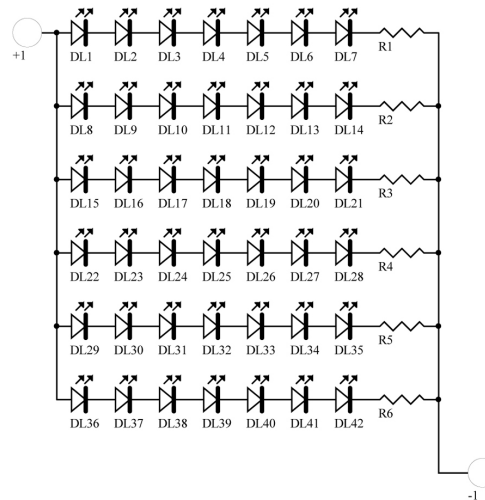 +1
DL1 DL2 DL3 DL4 DL5 DL6 DL7 R1
DL8 DL9 DL10 DL11 DL12 DL13 DL14 R2
DL15 DL16 DL17 DL18 DL19 DL20 DL21 R3
DL22 DL23 DL24 DL25 DL26 DL27 DL28 R4
DL29 DL30 DL31 DL32 DL33 DL34 DL35 R5
DL36 DL37 DL38 DL39 DL40 DL41 DL42 R6
-1